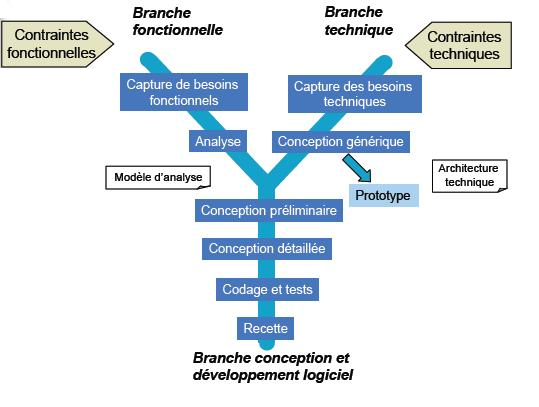 Branche
fonctionnelle
Branche
technique
Contraintes
fonctionnelles
Contraintes
techniques
Capture de besoins
fonctionnels
Capture des besoins
techniques
Analyse
Conception générique
Modèle d'analyse
Architecture
technique
Prototype
Conception préliminaire
Conception détaillée
Codage et tests
Recette
Branche conception et
développement logiciel